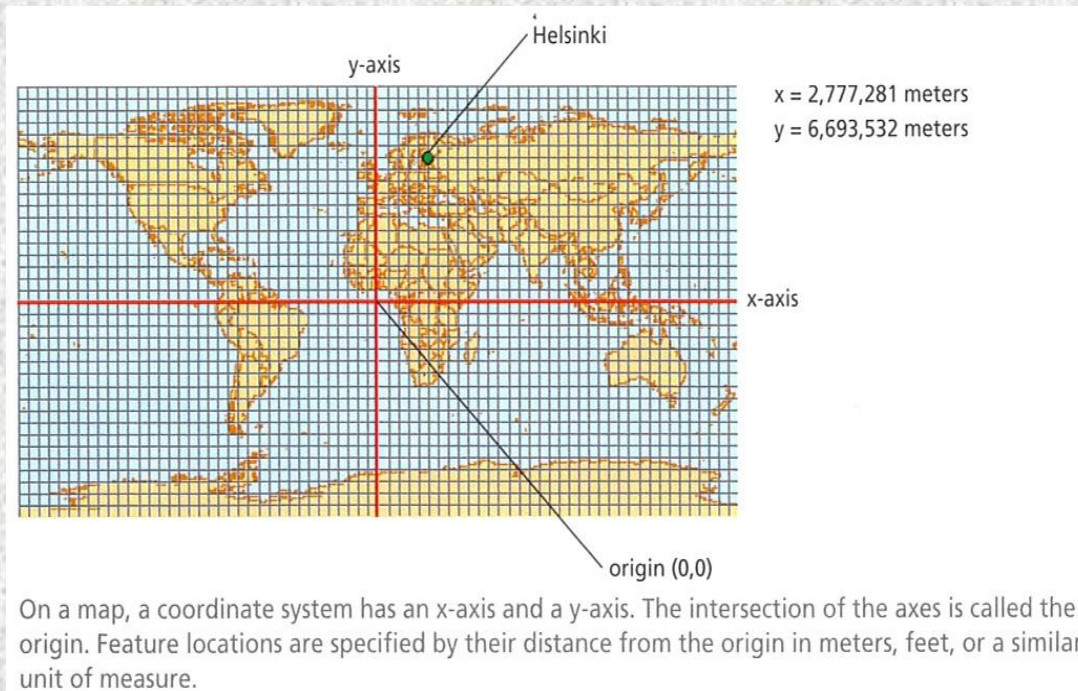 Helsinki
y-axis
x = 2,777,281 meters
y = 6,693,532 meters
x-axis
origin (0,0)
On a map, a coordinate system has an x-axis and a y-axis. The intersection of the axes is called the
origin. Feature locations are specified by their distance from the origin in meters, feet, or a similar
unit of measure.